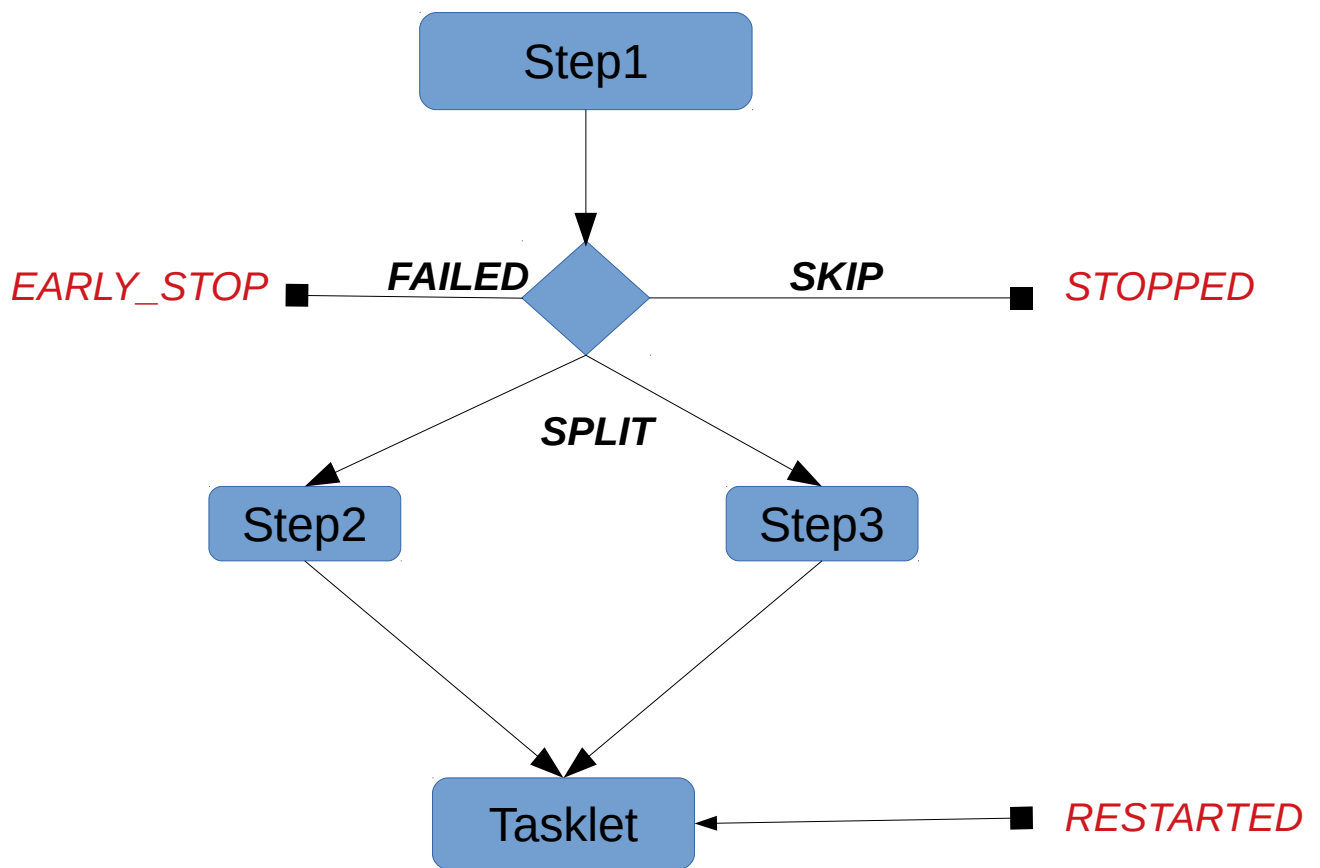 Step1
EARLY_STOP
FAILED
SKIP
STOPPED
SPLIT
Step2
Step3
Tasklet
RESTARTED